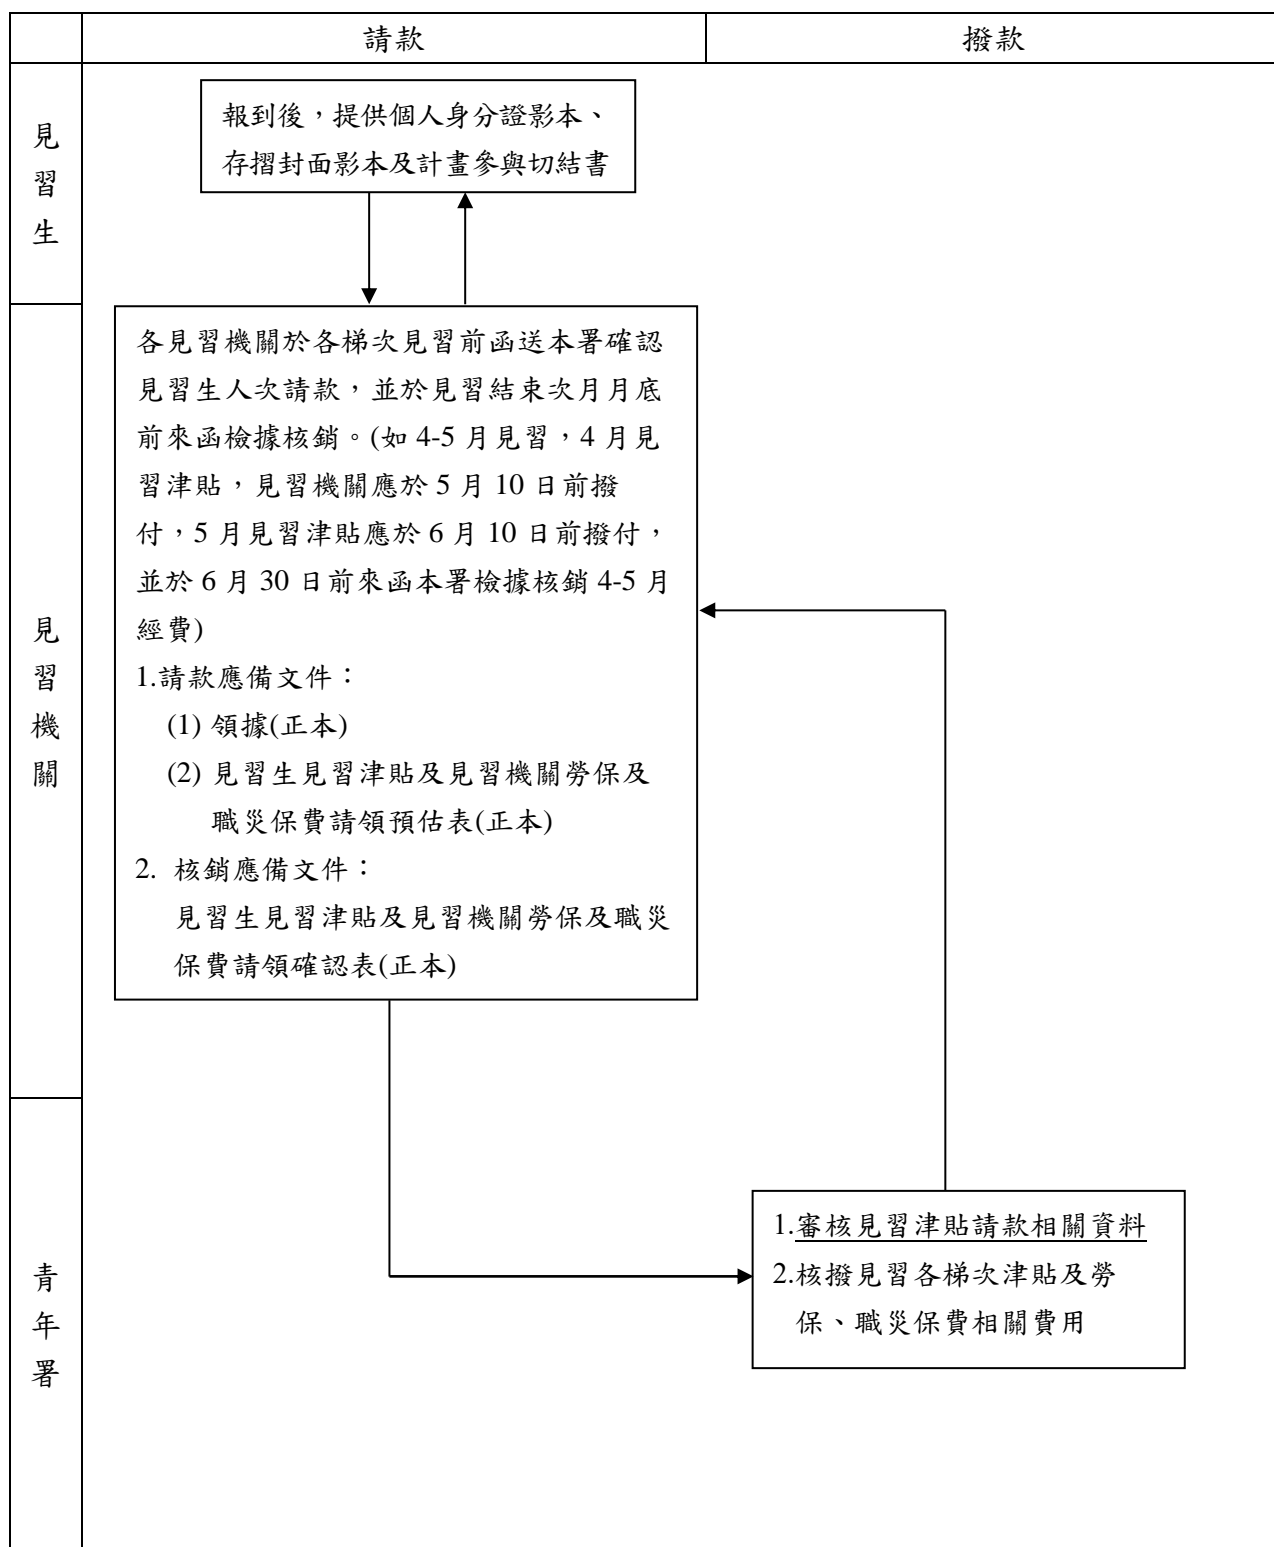 請款
撥款
見習生
報到後，提供個人身分證影本、
存摺封面影本及計畫參與切結書
見習機關
各見習機關於各梯次見習前函送本署確認
見習生人次請款，並於見習結束次月月底
前來函檢據核銷。(如 4-5 月見習，4 月見
習津貼，見習機關應於 5 月 10 日前撥
付，5 月見習津貼應於 6 月 10 日前撥付，
並於 6 月 30 日前來函本署檢據核銷 4-5 月
經費)
1.請款應備文件：
(1) 領據(正本)
(2) 見習生見習津貼及見習機關勞保及
職災保費請領預估表(正本)
2. 核銷應備文件：
見習生見習津貼及見習機關勞保及職災
保費請領確認表(正本)
青年署
1.審核見習津貼請款相關資料
2.核撥見習各梯次津貼及勞
保、職災保費相關費用